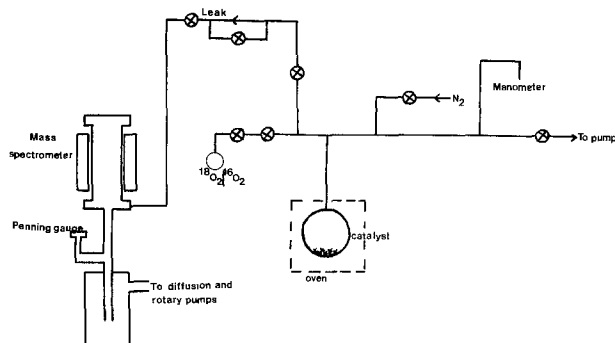 Leak
N2
Manometer
To pump
Mass
spectrometer
18O2/16O2
Penning gauge
catalyst
oven
To diffusion and
rotary pumps